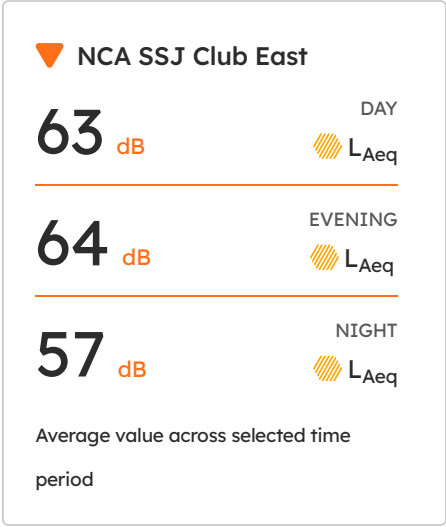 NCA SSJ Club East
63 dB
DAY
LAeq
64 dB
EVENING
LAeq
57 dB
NIGHT
LAeq
Average value across selected time
period